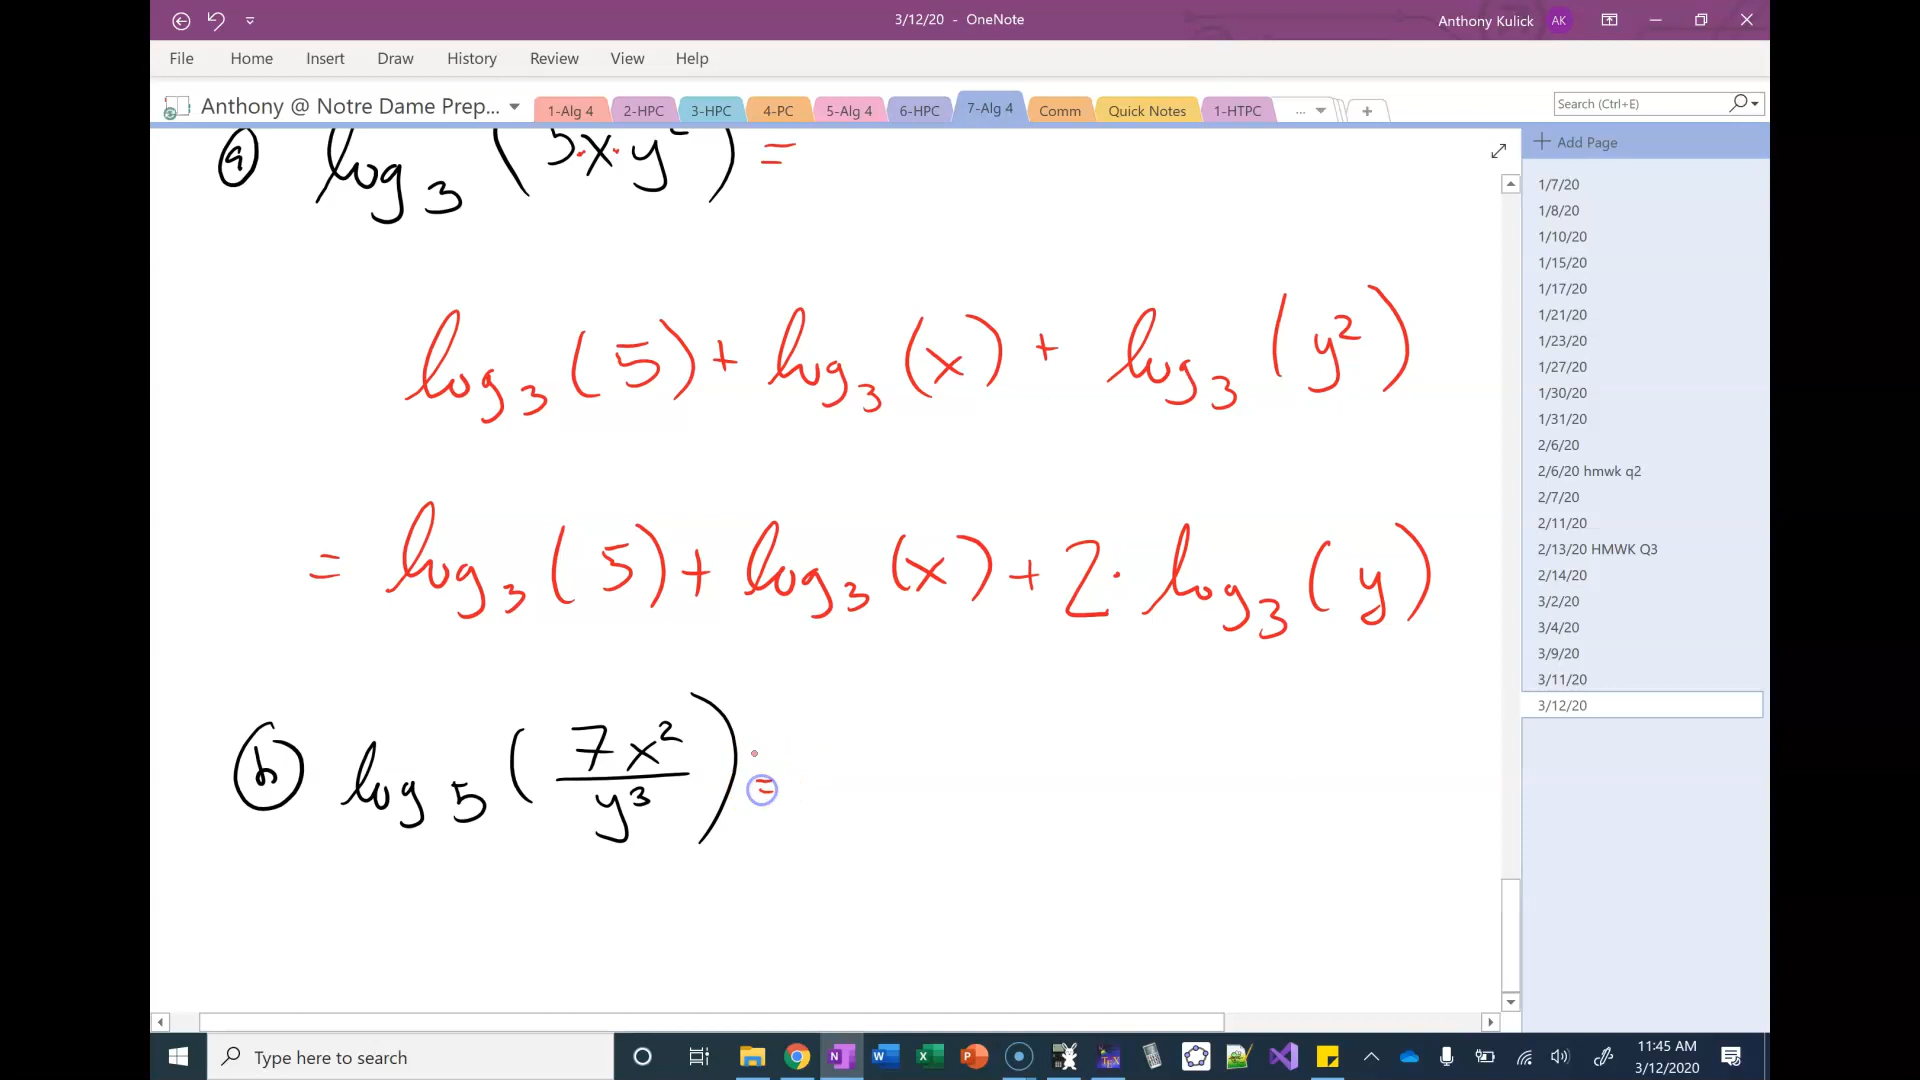 3/12/20 - OneNote
Anthony Kulick AK
File Home Insert Draw History Review View Help
Anthony @ Notre Dame Prep... 1-Alg 4 2-HPC 3-HPC 4-PC 5-Alg 4 6-HPC 7-Alg 4 Comm Quick Notes 1-HTPC ... Search (Ctrl+E)
Add Page
1/7/20
1/8/20
1/10/20
1/15/20
1/17/20
1/21/20
1/23/20
1/27/20
1/30/20
1/31/20
2/6/20
2/6/20 hmwk q2
2/7/20
2/11/20
2/13/20 HMWK Q3
2/14/20
3/2/20
3/4/20
3/9/20
3/11/20
3/12/20
ⓐ log₃ (5·x·y²) =
log₃ (5) + log₃ (x) + log₃ (y²)
= log₃ (5) + log₃ (x) + 2 · log₃ (y)
ⓑ log₅ (7x²/y³) =
Type here to search
11:45 AM
3/12/2020